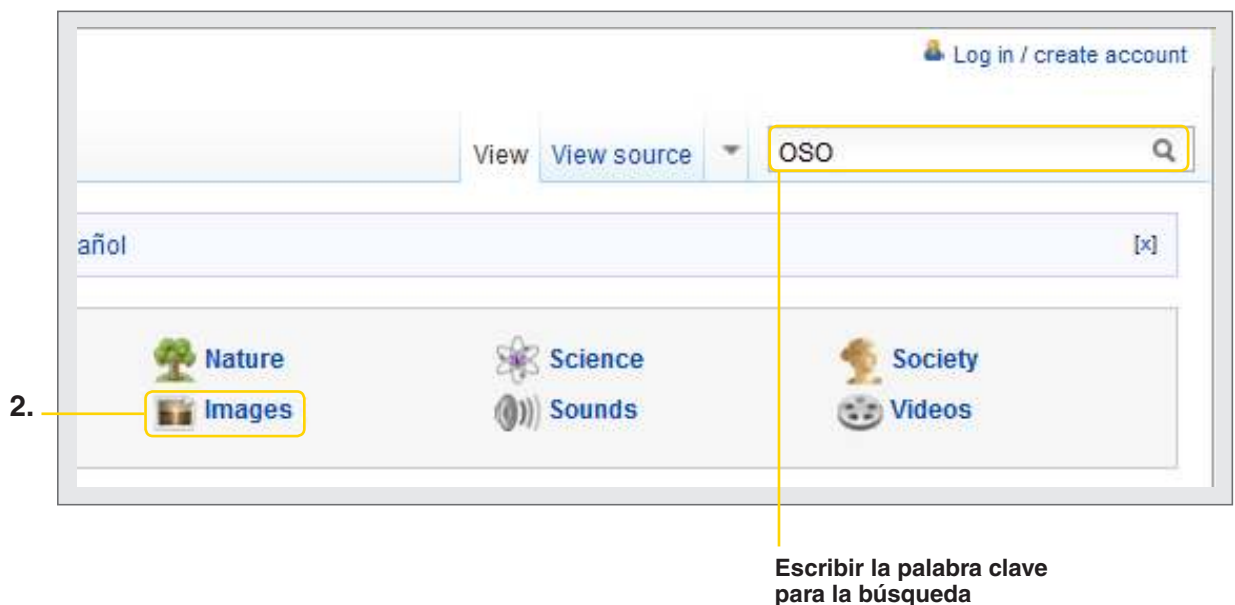 Log in / create account
View View source OSO
añol [x]
Nature Science Society
2. Images Sounds Videos
Escribir la palabra clave
para la búsqueda